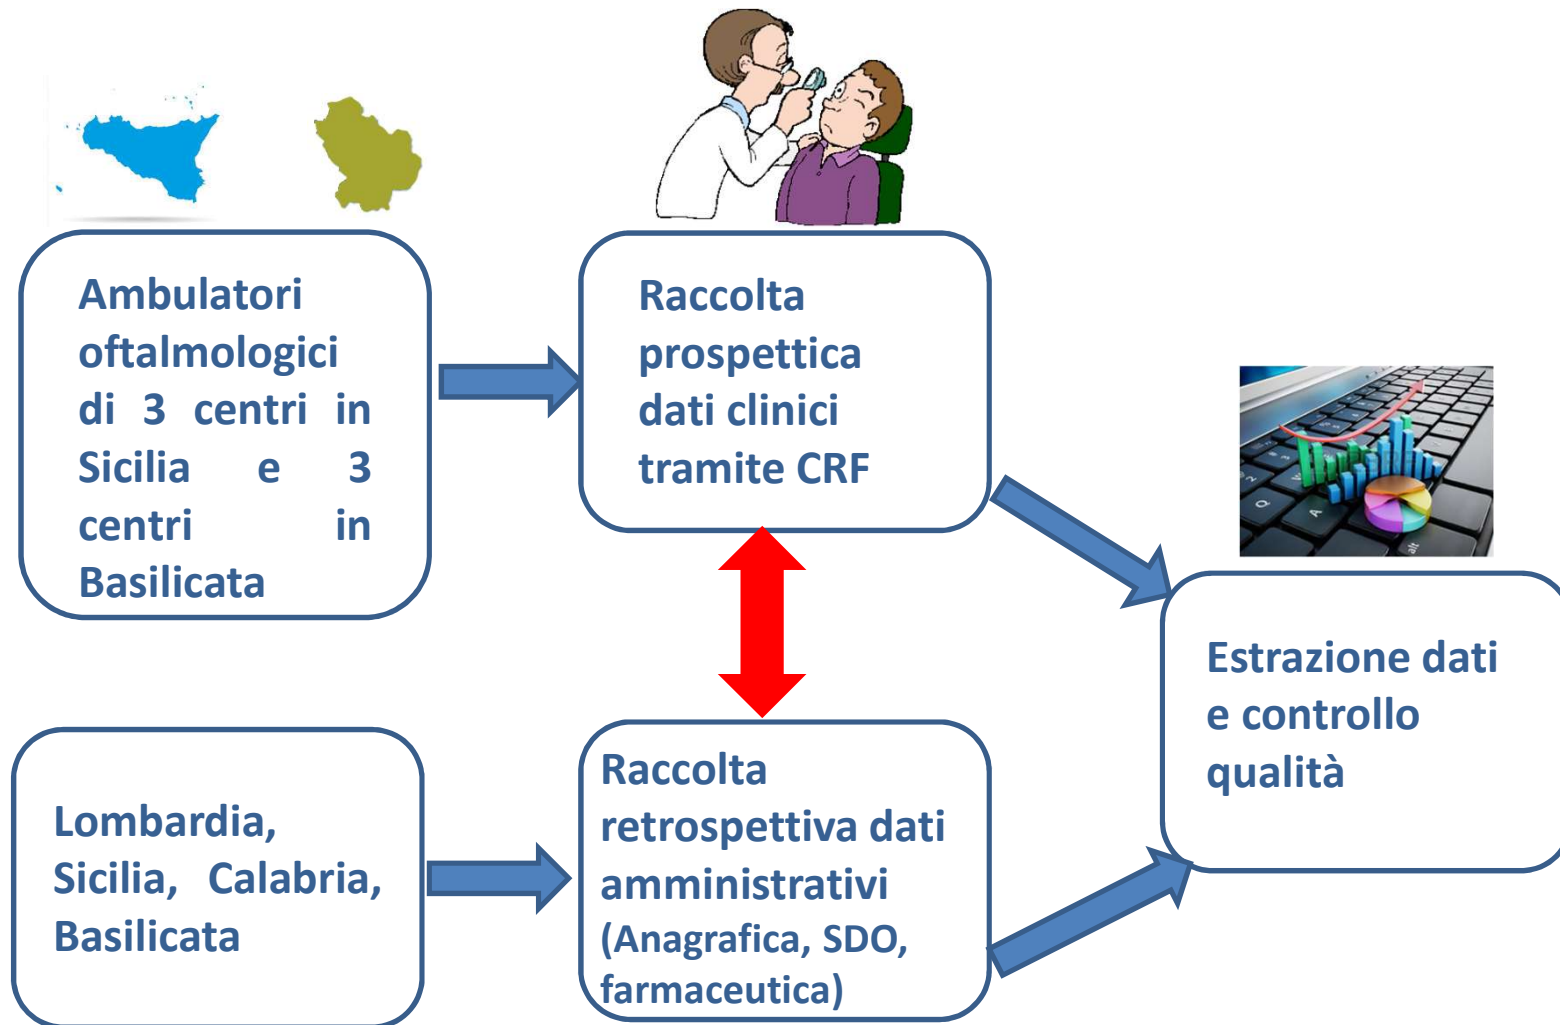 Ambulatori
oftalmologici
di 3 centri in
Sicilia e 3
centri in
Basilicata
Raccolta
prospettica
dati clinici
tramite CRF
Lombardia,
Sicilia, Calabria,
Basilicata
Raccolta
retrospettiva dati
amministrativi
(Anagrafica, SDO,
farmaceutica)
Estrazione dati
e controllo
qualità
Q
A
alt